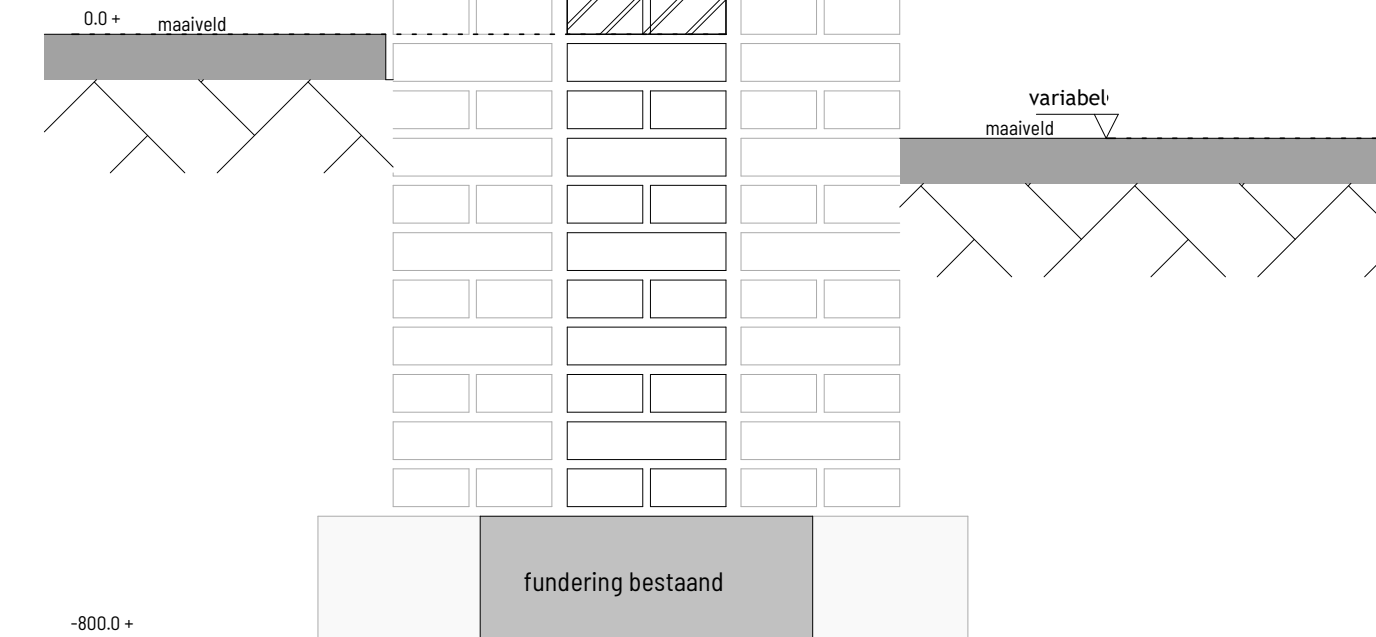 0.0 +
maaiveld
variabel
maaiveld
fundering bestaand
-800.0 +